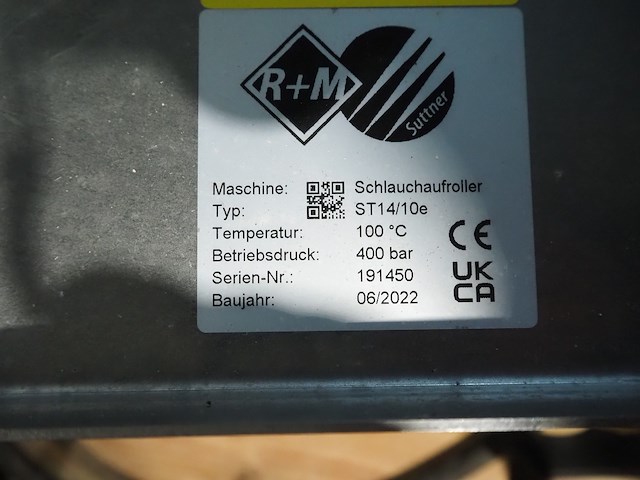 R+M
Suttner
Maschine: Schlauchaufroller
Typ: ST14/10e
Temperatur: 100 °C
Betriebsdruck: 400 bar
Serien-Nr.: 191450
Baujahr: 06/2022
CE
UK
CA